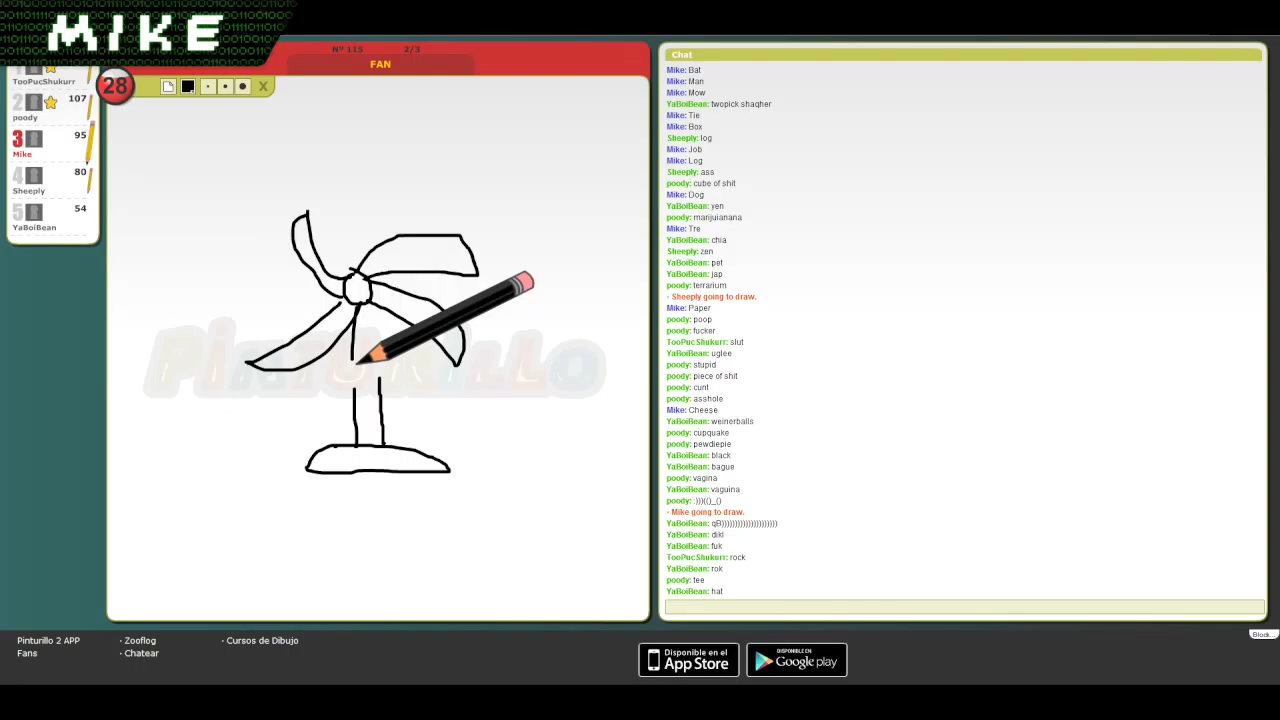 MIKE
Nº 115 2/3
FAN
28
1
TooPucShukurr
2 107
poody
3 95
Mike
4 80
Sheeply
5 54
YaBoiBean
Pinturillo
Chat
Mike: Bat
Mike: Man
Mike: Mow
YaBoiBean: twopick shaqher
Mike: Tie
Mike: Box
Sheeply: log
Mike: Job
Mike: Log
Sheeply: ass
poody: cube of shit
Mike: Dog
YaBoiBean: yen
poody: marijuianana
Mike: Tre
YaBoiBean: chia
Sheeply: zen
YaBoiBean: pet
YaBoiBean: jap
poody: terrarium
- Sheeply going to draw.
Mike: Paper
poody: poop
poody: fucker
TooPucShukurr: slut
YaBoiBean: uglee
poody: stupid
poody: piece of shit
poody: cunt
poody: asshole
Mike: Cheese
YaBoiBean: weinerballs
poody: cupquake
poody: pewdiepie
YaBoiBean: black
YaBoiBean: bague
poody: vagina
YaBoiBean: vaguina
poody: :)))(()_()
- Mike going to draw.
YaBoiBean: qB))))))))))))))))))))))
YaBoiBean: dikl
YaBoiBean: fuk
TooPucShukurr: rock
YaBoiBean: rok
poody: tee
YaBoiBean: hat
Block...
Pinturillo 2 APP · Zooflog · Cursos de Dibujo
Fans · Chatear
Disponible en el
App Store
DISPONIBLE EN
Google play